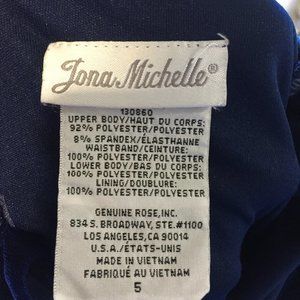 Jona Michelle®
130860
UPPER BODY/HAUT DU CORPS:
92% POLYESTER/POLYESTER
8% SPANDEX/ÉLASTHANNE
WAISTBAND/CEINTURE:
100% POLYESTER/POLYESTER
LOWER BODY/BAS DU CORPS:
100% POLYESTER/POLYESTER
LINING/DOUBLURE:
100% POLYESTER/POLYESTER
GENUINE ROSE, INC.
834 S. BROADWAY, STE.#1100
LOS ANGELES, CA 90014
U.S.A./ÉTATS-UNIS
MADE IN VIETNAM
FABRIQUÉ AU VIETNAM
5